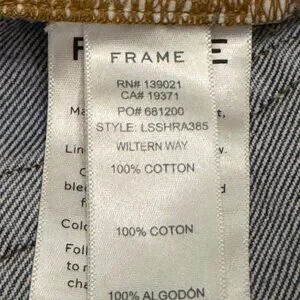 FRAME
RN# 139021
CA# 19371
PO# 681200
STYLE: LSSHRA385
WILTERN WAY
100% COTTON
100% COTON
100% ALGODÓN
F E
Ma
Lin
C
ble
f
Colo
Foll
to r
cha